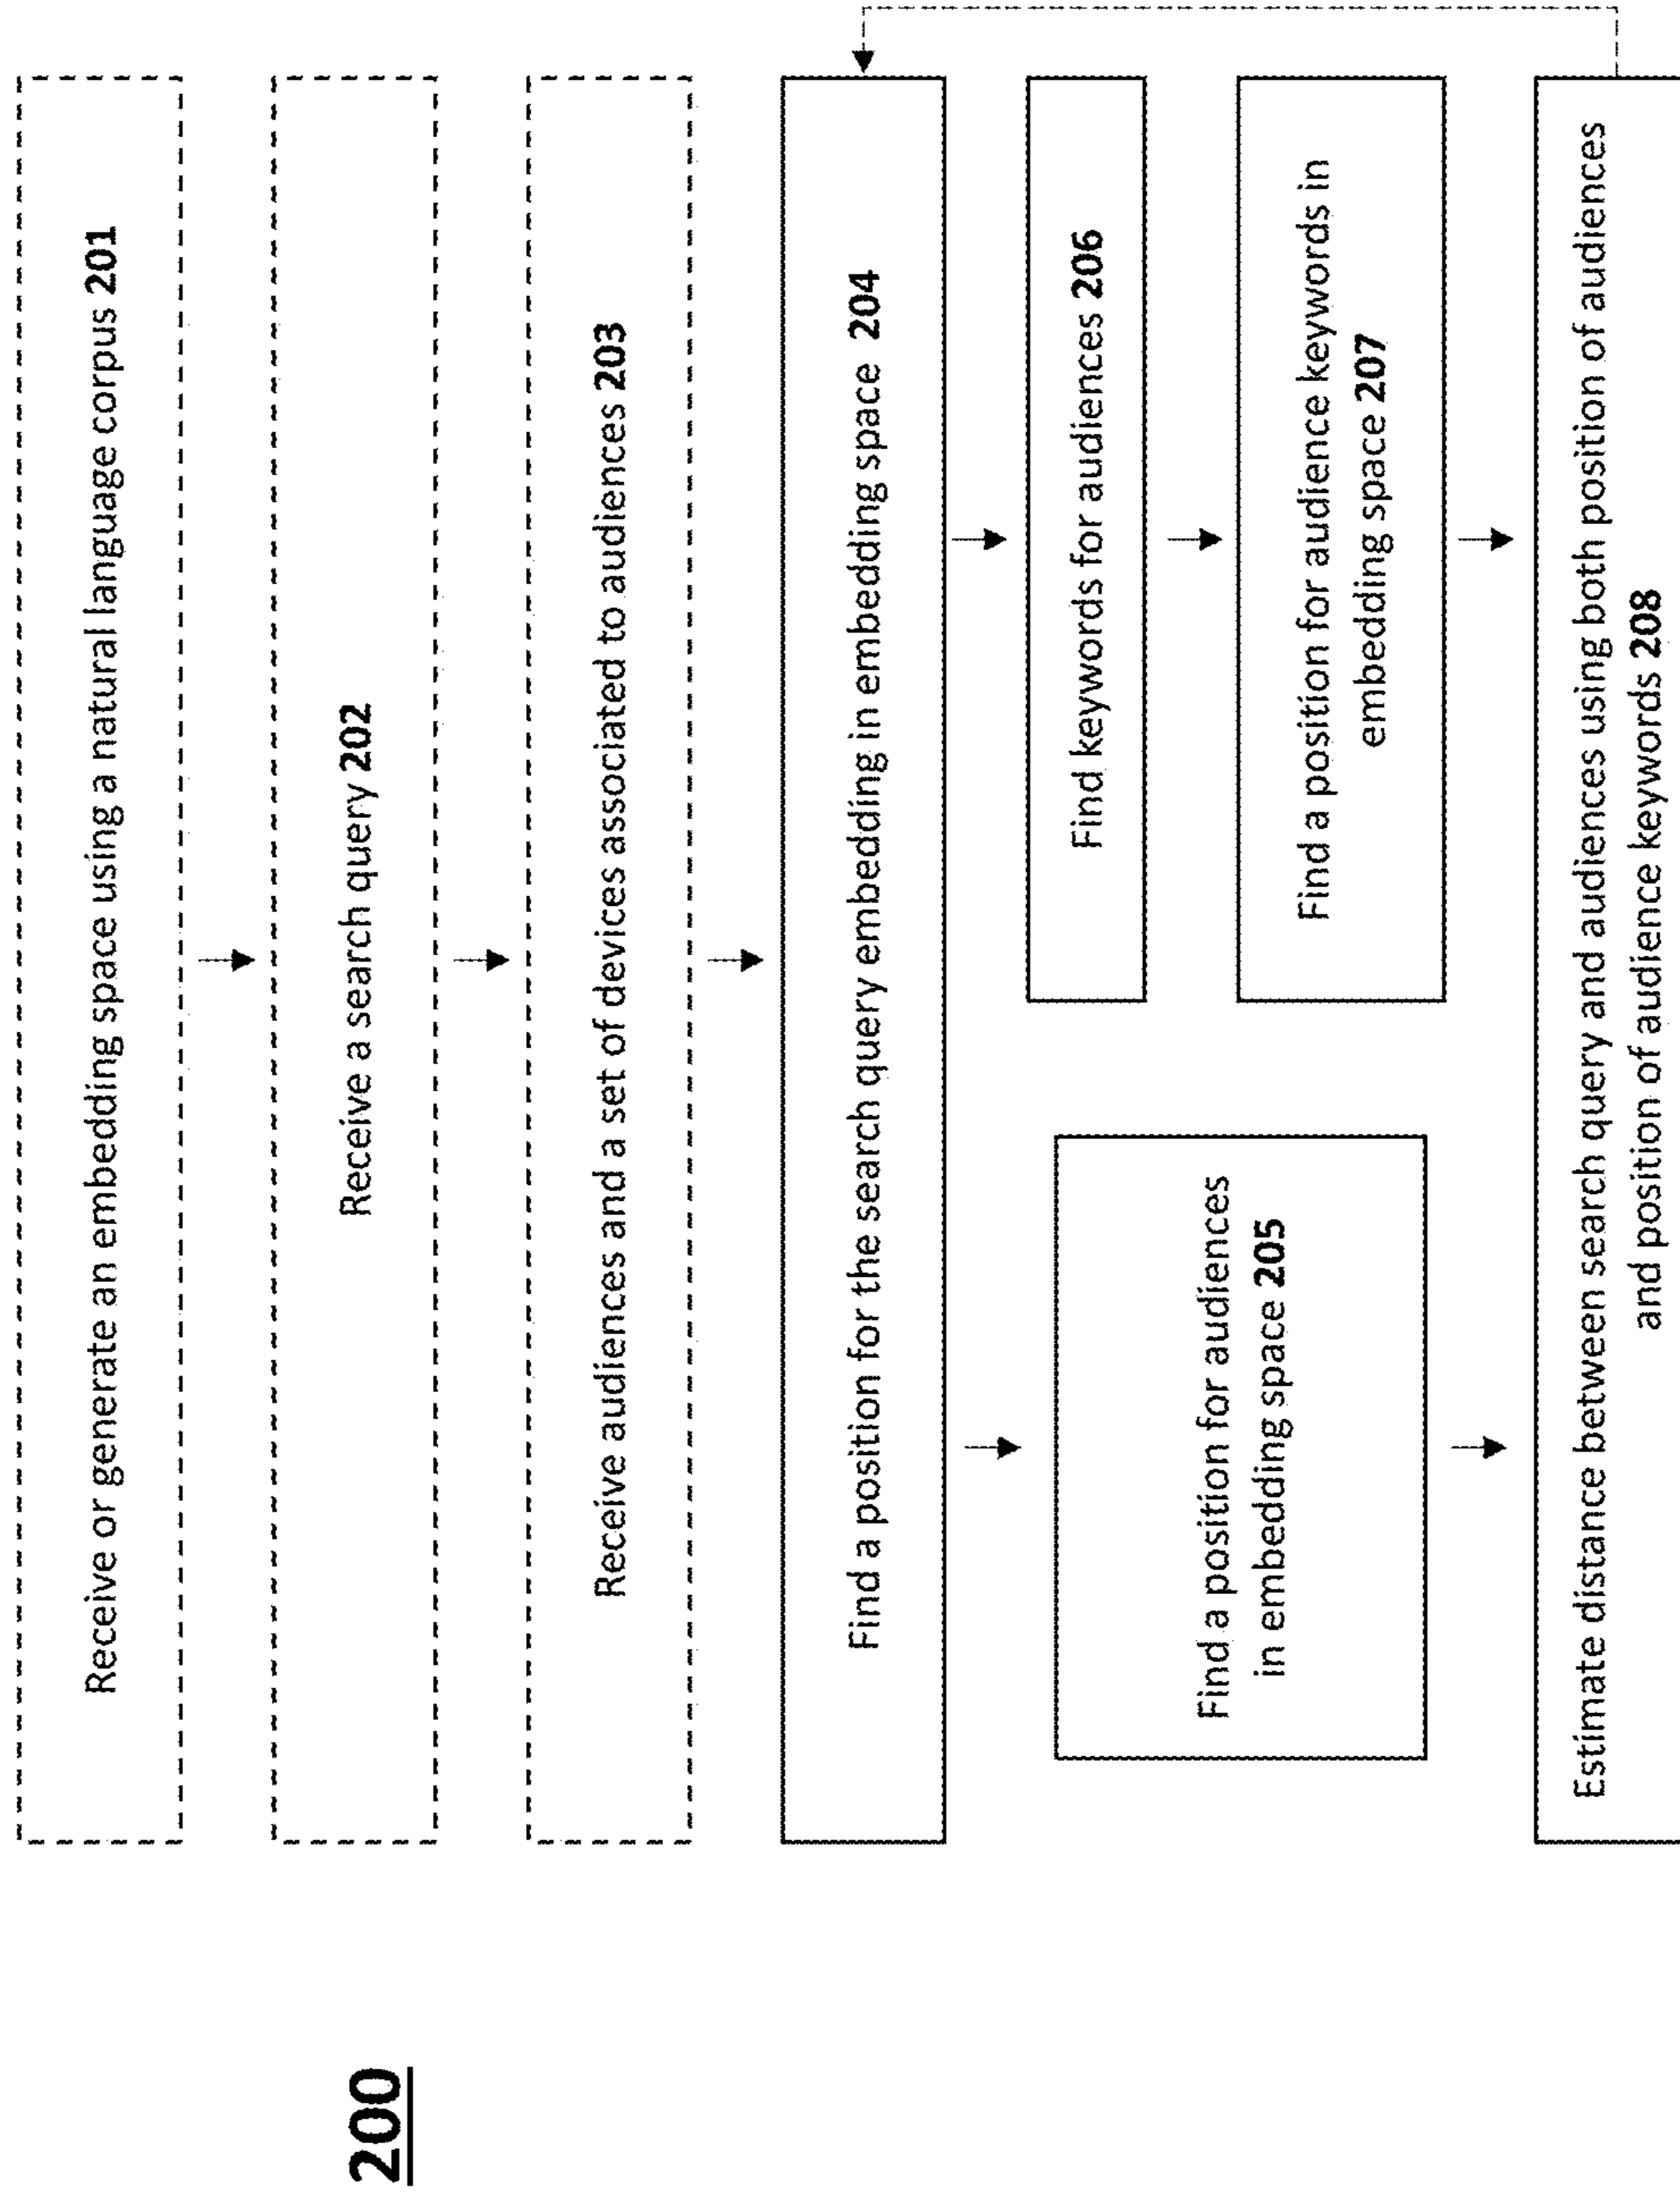 200
Receive or generate an embedding space using a natural language corpus 201
Receive a search query 202
Receive audiences and a set of devices associated to audiences 203
Find a position for the search query embedding in embedding space 204
Find a position for audiences
in embedding space 205
Find keywords for audiences 206
Find a position for audience keywords in
embedding space 207
Estimate distance between search query and audiences using both position of audiences
and position of audience keywords 208